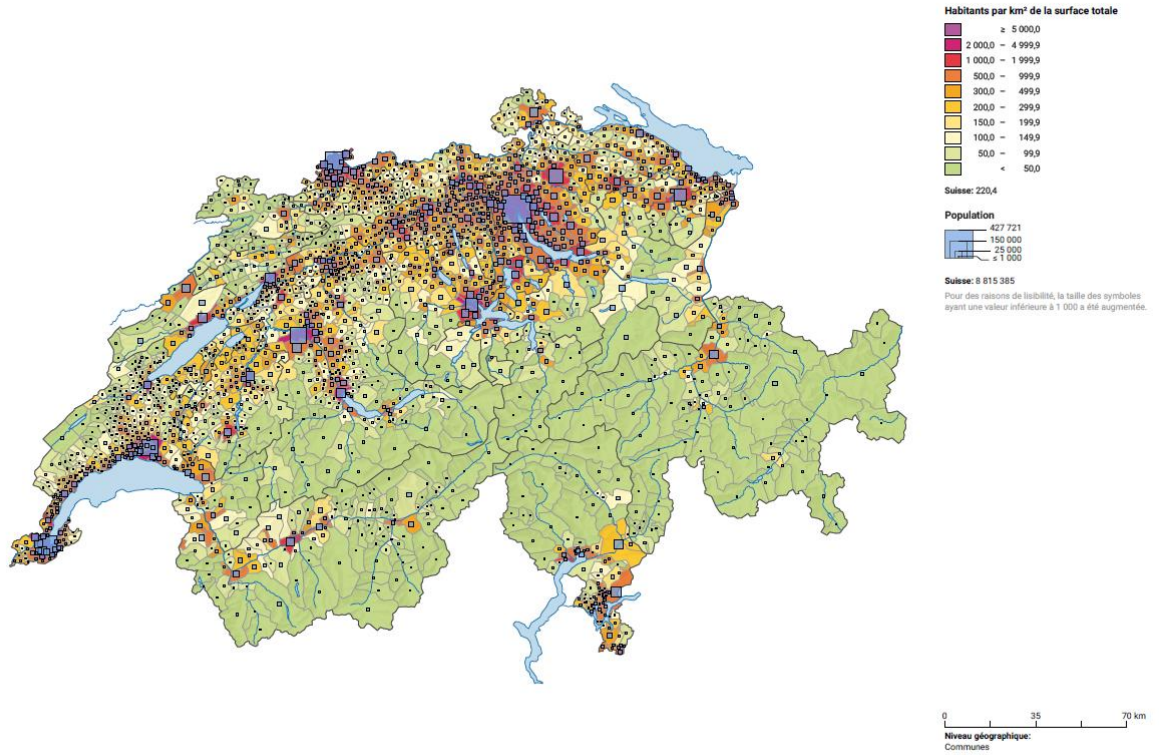 Habitants par km² de la surface totale
≥ 5 000,0
2 000,0 – 4 999,9
1 000,0 – 1 999,9
500,0 – 999,9
300,0 – 499,9
200,0 – 299,9
150,0 – 199,9
100,0 – 149,9
50,0 – 99,9
< 50,0
Suisse: 220,4
Population
427 721
150 000
25 000
≤ 1 000
Suisse: 8 815 385
Pour des raisons de lisibilité, la taille des symboles
ayant une valeur inférieure à 1 000 a été augmentée.
0 35 70 km
Niveau géographique:
Communes